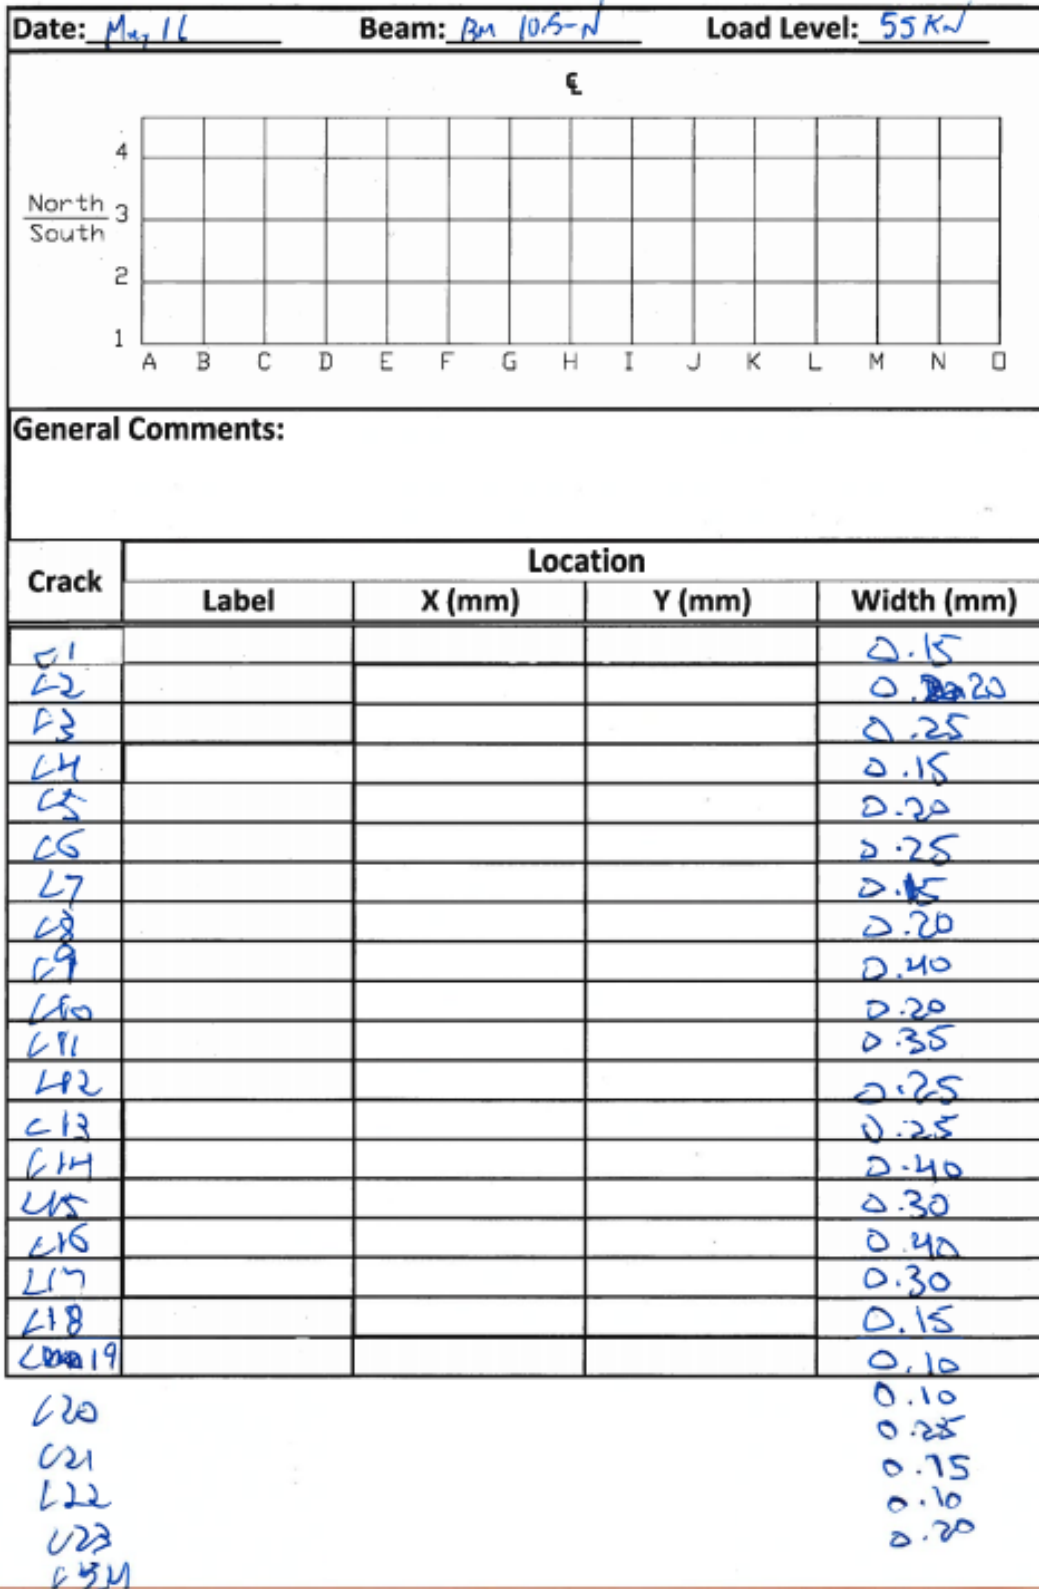 Date: May 16 Beam: Bm 10.5-N Load Level: 55 KN
℄
4
North 3
South
2
1
A B C D E F G H I J K L M N O
General Comments:
Crack Location
Label X (mm) Y (mm) Width (mm)
C1 0.15
C2 0.20
C3 0.25
C4 0.15
C5 0.20
C6 0.25
C7 0.15
C8 0.20
C9 0.40
C10 0.20
C11 0.35
C12 0.25
C13 0.25
C14 0.40
C15 0.30
C16 0.40
C17 0.30
C18 0.15
C19 0.10
C20 0.10
C21 0.25
C22 0.15
C23 0.10
0.20